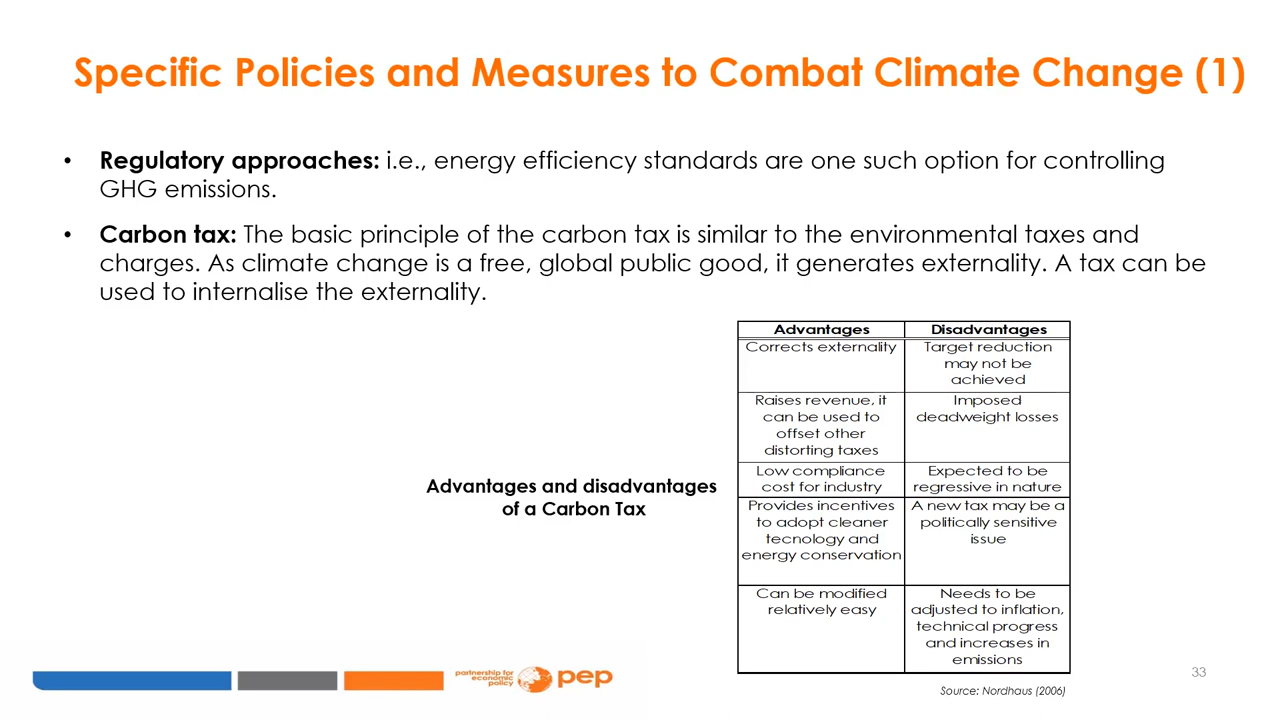 Specific Policies and Measures to Combat Climate Change (1)
• Regulatory approaches: i.e., energy efficiency standards are one such option for controlling
GHG emissions.
• Carbon tax: The basic principle of the carbon tax is similar to the environmental taxes and
charges. As climate change is a free, global public good, it generates externality. A tax can be
used to internalise the externality.
Advantages and disadvantages
of a Carbon Tax
Advantages
Disadvantages
Corrects externality
Target reduction
may not be
achieved
Raises revenue, it
can be used to
offset other
distorting taxes
Imposed
deadweight losses
Low compliance
cost for industry
Expected to be
regressive in nature
Provides incentives
to adopt cleaner
tecnology and
energy conservation
A new tax may be a
politically sensitive
issue
Can be modified
relatively easy
Needs to be
adjusted to inflation,
technical progress
and increases in
emissions
Source: Nordhaus (2006)
partnership for
economic
policy
pep
33